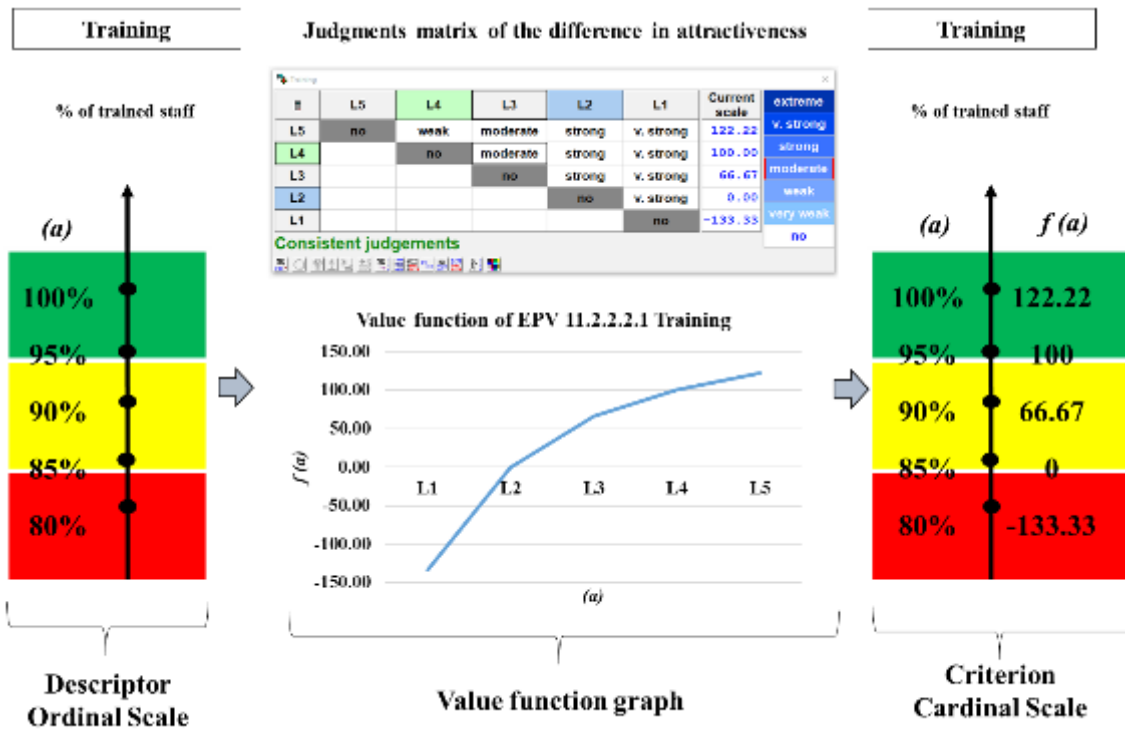 Training
Judgments matrix of the difference in attractiveness
Training
% of trained staff
% of trained staff
Training
L5 L4 L3 L2 L1 Current scale
L5 no weak moderate strong v. strong 122.22
L4 no moderate strong v. strong 100.00
L3 no strong v. strong 66.67
L2 no v. strong 0.00
L1 no -133.33
Consistent judgements
extreme
v. strong
strong
moderate
weak
very weak
no
(a)
100%
95%
90%
85%
80%
Value function of EPV 11.2.2.2.1 Training
150.00
100.00
50.00
0.00
-50.00
-100.00
-150.00
f (a)
L1 L2 L3 L4 L5
(a)
(a) f (a)
100% 122.22
95% 100
90% 66.67
85% 0
80% -133.33
Descriptor
Ordinal Scale
Value function graph
Criterion
Cardinal Scale